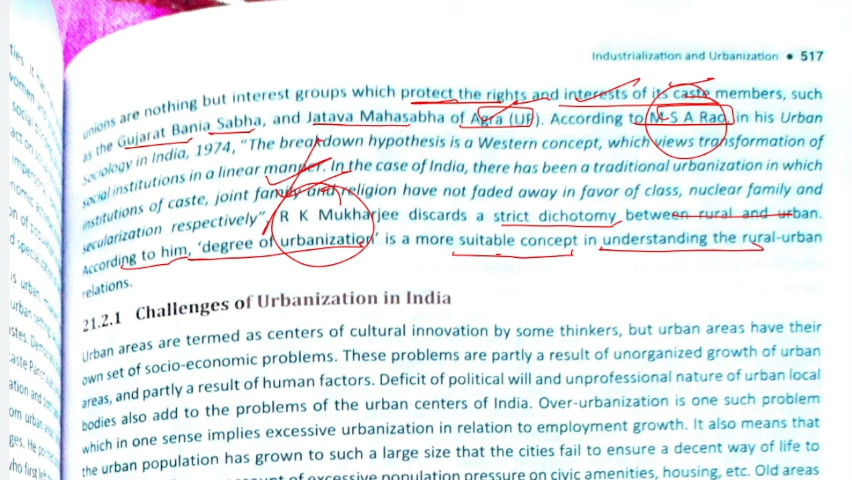 Industrialization and Urbanization • 517
unions are nothing but interest groups which protect the rights and interests of its caste members, such
as the Gujarat Bania Sabha, and Jatava Mahasabha of Agra (UP). According to M S A Rao in his Urban
sociology in India, 1974, "The breakdown hypothesis is a Western concept, which views transformation of
social institutions in a linear manner. In the case of India, there has been a traditional urbanization in which
institutions of caste, joint family and religion have not faded away in favor of class, nuclear family and
secularization respectively". R K Mukharjee discards a strict dichotomy between rural and urban.
According to him, 'degree of urbanization' is a more suitable concept in understanding the rural-urban
relations.
21.2.1 Challenges of Urbanization in India
Urban areas are termed as centers of cultural innovation by some thinkers, but urban areas have their
own set of socio-economic problems. These problems are partly a result of unorganized growth of urban
areas, and partly a result of human factors. Deficit of political will and unprofessional nature of urban local
bodies also add to the problems of the urban centers of India. Over-urbanization is one such problem
which in one sense implies excessive urbanization in relation to employment growth. It also means that
the urban population has grown to such a large size that the cities fail to ensure a decent way of life to
of excessive population pressure on civic amenities, housing, etc. Old areas